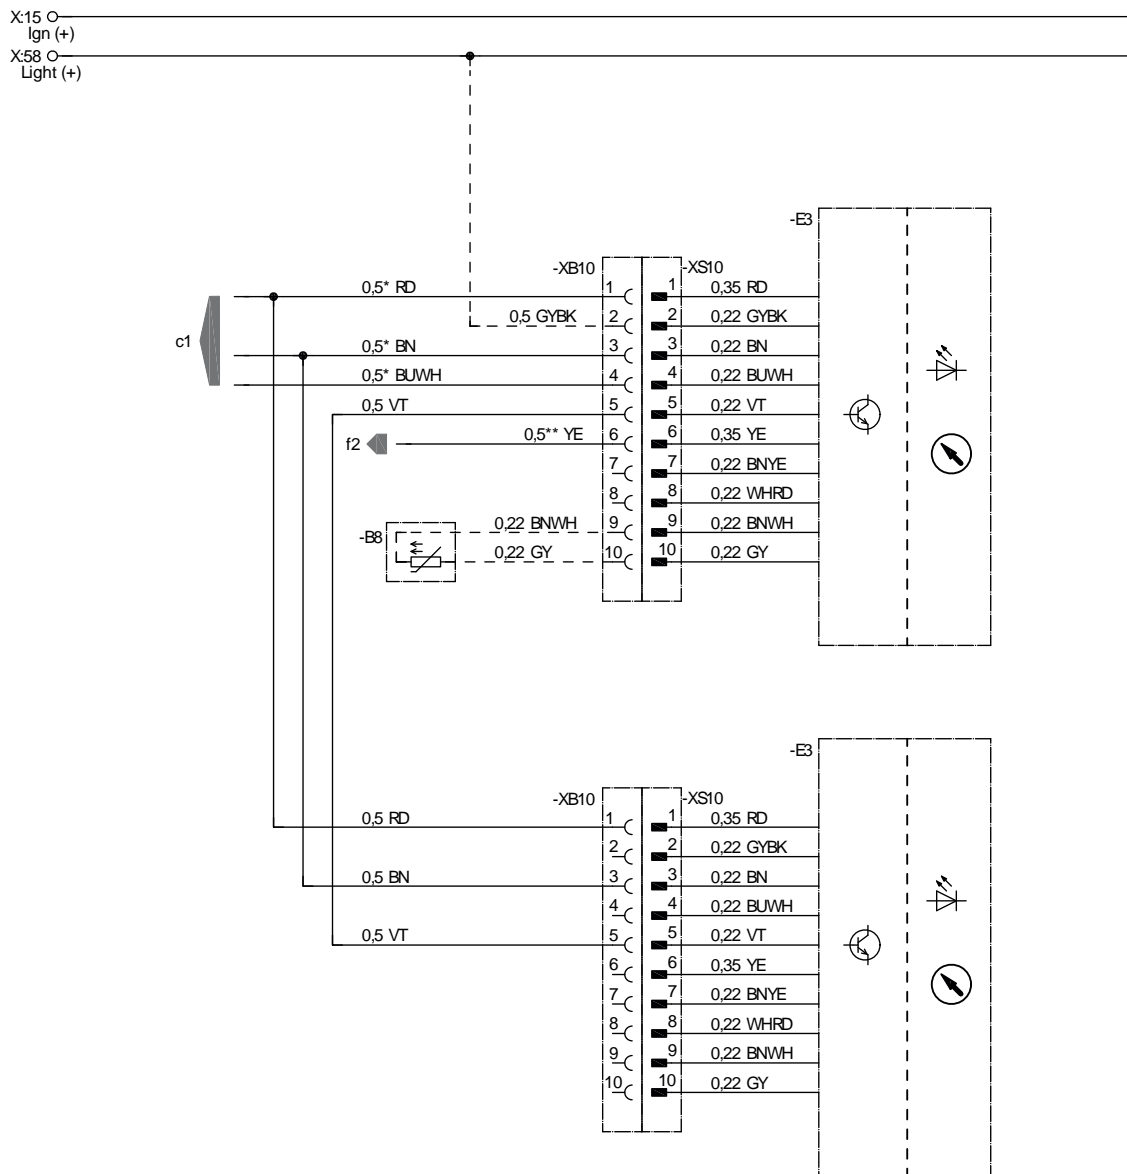 X:15
Ign (+)
X:58
Light (+)
-E3
-XB10 -XS10
1 0,5* RD 1 0,35 RD
0,5 GYBK 2 2 0,22 GYBK
0,5* BN 3 3 0,22 BN
c1
0,5* BUWH 4 4 0,22 BUWH
0,5 VT 5 5 0,22 VT
f2 0,5** YE 6 6 0,35 YE
7 7 0,22 BNYE
8 8 0,22 WHRD
-B8 0,22 BNWH 9 9 0,22 BNWH
0,22 GY 10 10 0,22 GY
-E3
-XB10 -XS10
0,5 RD 1 1 0,35 RD
2 2 0,22 GYBK
0,5 BN 3 3 0,22 BN
4 4 0,22 BUWH
0,5 VT 5 5 0,22 VT
6 6 0,35 YE
7 7 0,22 BNYE
8 8 0,22 WHRD
9 9 0,22 BNWH
10 10 0,22 GY